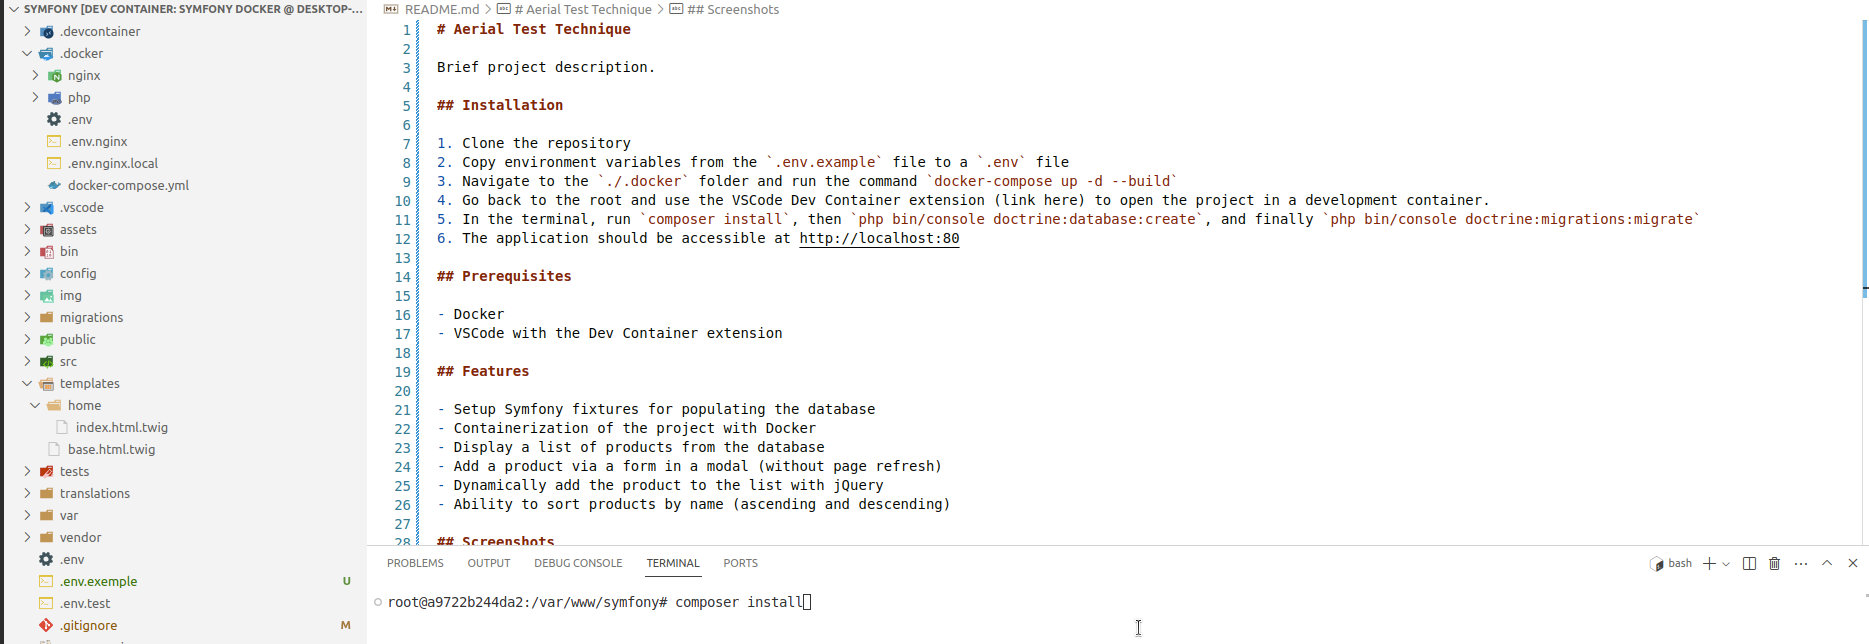 SYMFONY [DEV CONTAINER: SYMFONY DOCKER @ DESKTOP-...
.devcontainer
.docker
nginx
php
.env
.env.nginx
.env.nginx.local
docker-compose.yml
.vscode
assets
bin
config
img
migrations
public
src
templates
home
index.html.twig
base.html.twig
tests
translations
var
vendor
.env
.env.exemple U
.env.test
.gitignore M
README.md > # Aerial Test Technique > ## Screenshots
1 # Aerial Test Technique
2
3 Brief project description.
4
5 ## Installation
6
7 1. Clone the repository
8 2. Copy environment variables from the `.env.example` file to a `.env` file
9 3. Navigate to the `./.docker` folder and run the command `docker-compose up -d --build`
10 4. Go back to the root and use the VSCode Dev Container extension (link here) to open the project in a development container.
11 5. In the terminal, run `composer install`, then `php bin/console doctrine:database:create`, and finally `php bin/console doctrine:migrations:migrate`
12 6. The application should be accessible at http://localhost:80
13
14 ## Prerequisites
15
16 - Docker
17 - VSCode with the Dev Container extension
18
19 ## Features
20
21 - Setup Symfony fixtures for populating the database
22 - Containerization of the project with Docker
23 - Display a list of products from the database
24 - Add a product via a form in a modal (without page refresh)
25 - Dynamically add the product to the list with jQuery
26 - Ability to sort products by name (ascending and descending)
27
28 ## Screenshots
PROBLEMS OUTPUT DEBUG CONSOLE TERMINAL PORTS
bash
root@a9722b244da2:/var/www/symfony# composer install